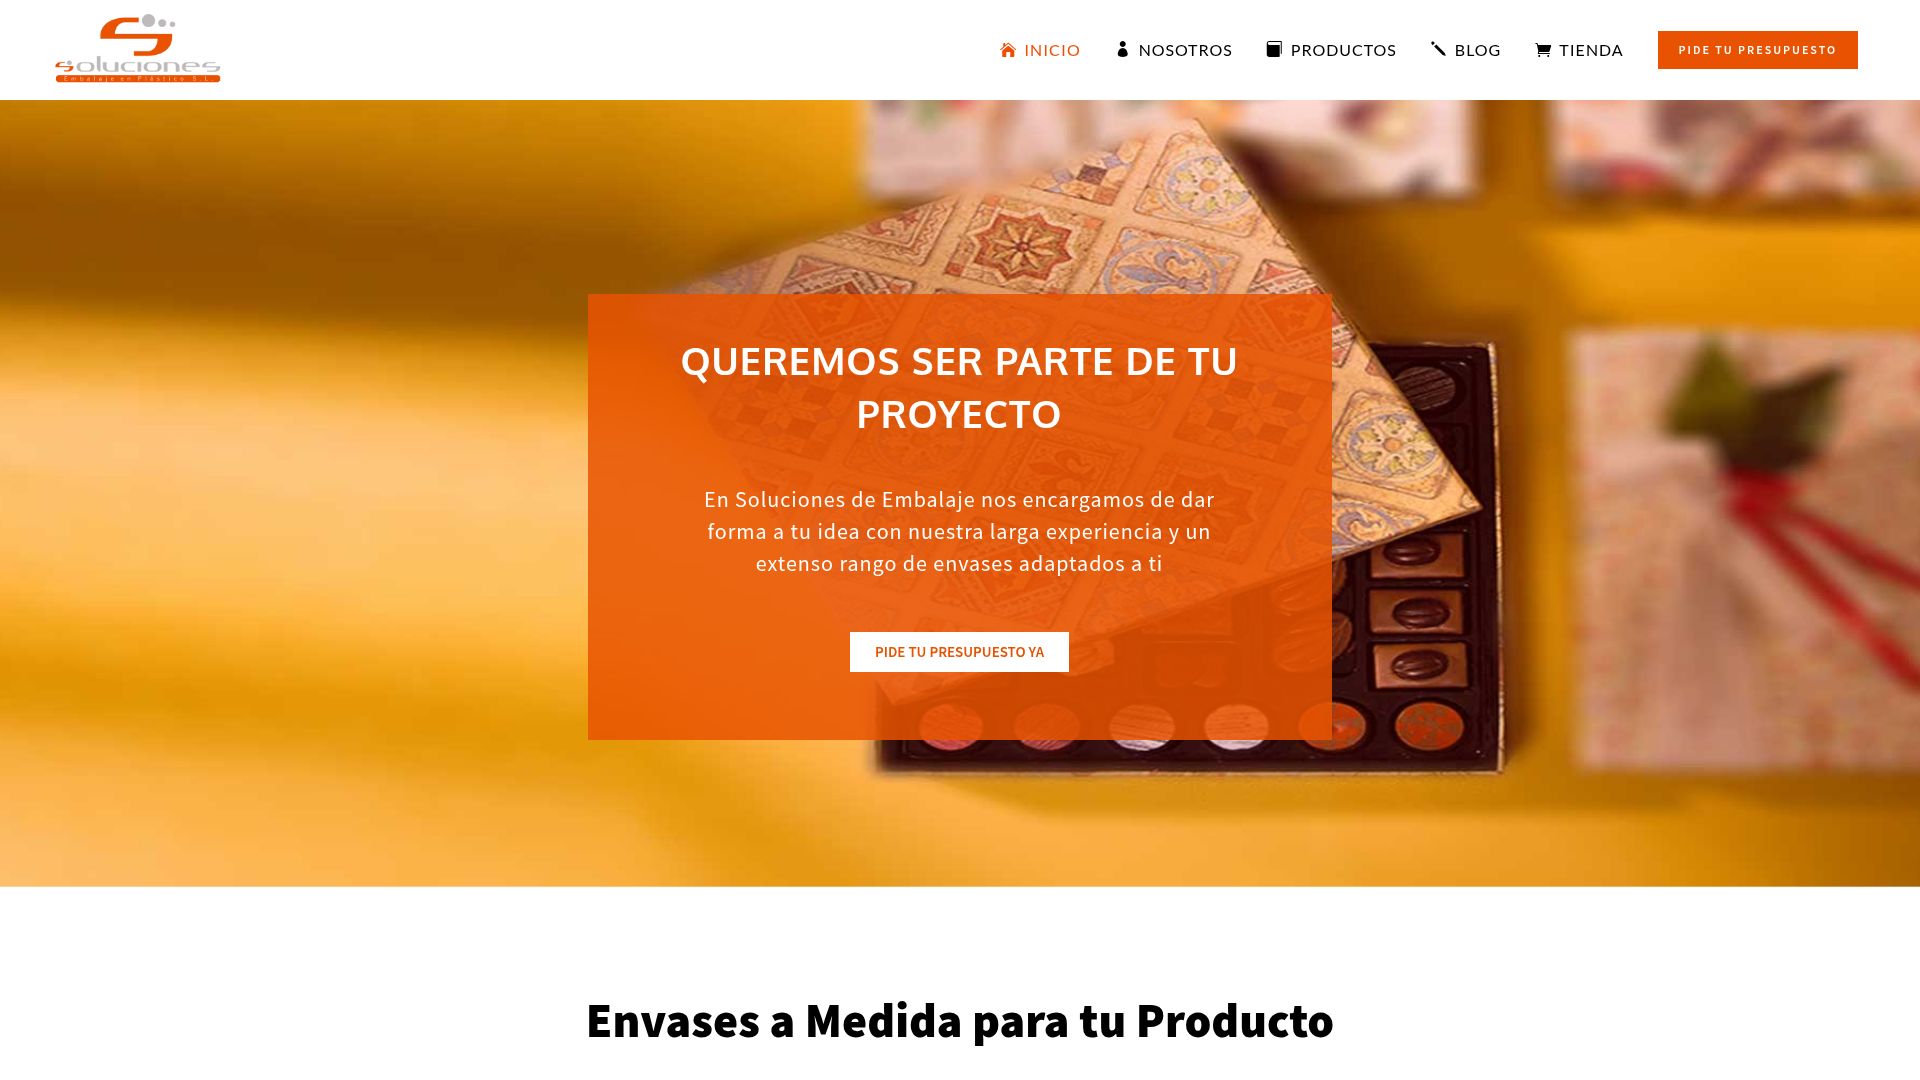 soluciones
Embalaje en Plástico S.L.
INICIO
NOSOTROS
PRODUCTOS
BLOG
TIENDA
PIDE TU PRESUPUESTO
QUEREMOS SER PARTE DE TU
PROYECTO
En Soluciones de Embalaje nos encargamos de dar
forma a tu idea con nuestra larga experiencia y un
extenso rango de envases adaptados a ti
PIDE TU PRESUPUESTO YA
Envases a Medida para tu Producto